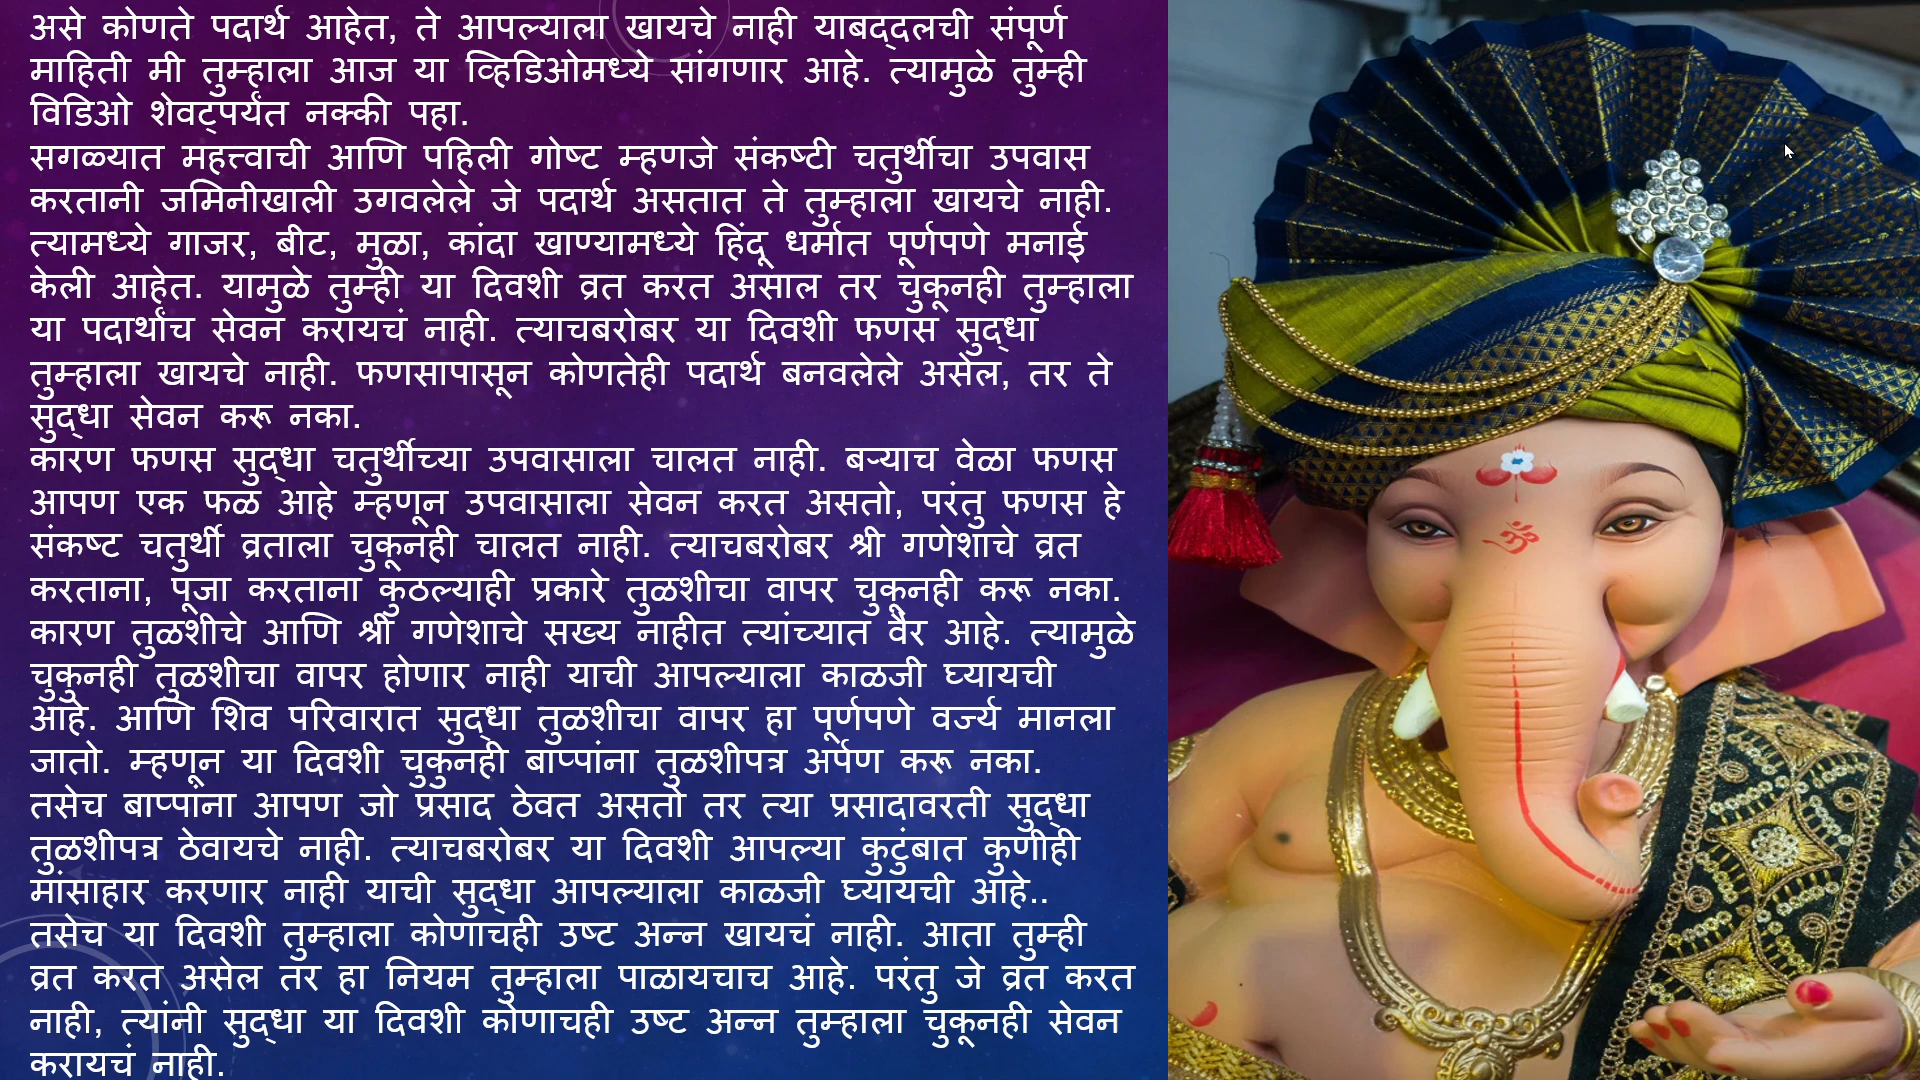 असे कोणते पदार्थ आहेत, ते आपल्याला खायचे नाही याबद्दलची संपूर्ण
माहिती मी तुम्हाला आज या व्हिडिओमध्ये सांगणार आहे. त्यामुळे तुम्ही
विडिओ शेवट्पर्यंत नक्की पहा.
सगळ्यात महत्त्वाची आणि पहिली गोष्ट म्हणजे संकष्टी चतुर्थीचा उपवास
करतानी जमिनीखाली उगवलेले जे पदार्थ असतात ते तुम्हाला खायचे नाही.
त्यामध्ये गाजर, बीट, मुळा, कांदा खाण्यामध्ये हिंदू धर्मात पूर्णपणे मनाई
केली आहेत. यामुळे तुम्ही या दिवशी व्रत करत असाल तर चुकूनही तुम्हाला
या पदार्थांच सेवन करायचं नाही. त्याचबरोबर या दिवशी फणस सुद्धा
तुम्हाला खायचे नाही. फणसापासून कोणतेही पदार्थ बनवलेले असेल, तर ते
सुद्धा सेवन करू नका.
कारण फणस सुद्धा चतुर्थीच्या उपवासाला चालत नाही. बऱ्याच वेळा फणस
आपण एक फळ आहे म्हणून उपवासाला सेवन करत असतो, परंतु फणस हे
संकष्ट चतुर्थी व्रताला चुकूनही चालत नाही. त्याचबरोबर श्री गणेशाचे व्रत
करताना, पूजा करताना कुठल्याही प्रकारे तुळशीचा वापर चुकूनही करू नका.
कारण तुळशीचे आणि श्री गणेशाचे सख्य नाहीत त्यांच्यात वैर आहे. त्यामुळे
चुकुनही तुळशीचा वापर होणार नाही याची आपल्याला काळजी घ्यायची
आहे. आणि शिव परिवारात सुद्धा तुळशीचा वापर हा पूर्णपणे वर्ज्य मानला
जातो. म्हणून या दिवशी चुकुनही बाप्पांना तुळशीपत्र अर्पण करू नका.
तसेच बाप्पांना आपण जो प्रसाद ठेवत असतो तर त्या प्रसादावरती सुद्धा
तुळशीपत्र ठेवायचे नाही. त्याचबरोबर या दिवशी आपल्या कुटुंबात कुणीही
मांसाहार करणार नाही याची सुद्धा आपल्याला काळजी घ्यायची आहे..
तसेच या दिवशी तुम्हाला कोणाचही उष्ट अन्न खायचं नाही. आता तुम्ही
व्रत करत असेल तर हा नियम तुम्हाला पाळायचाच आहे. परंतु जे व्रत करत
नाही, त्यांनी सुद्धा या दिवशी कोणाचही उष्ट अन्न तुम्हाला चुकूनही सेवन
करायचं नाही.
ॐ